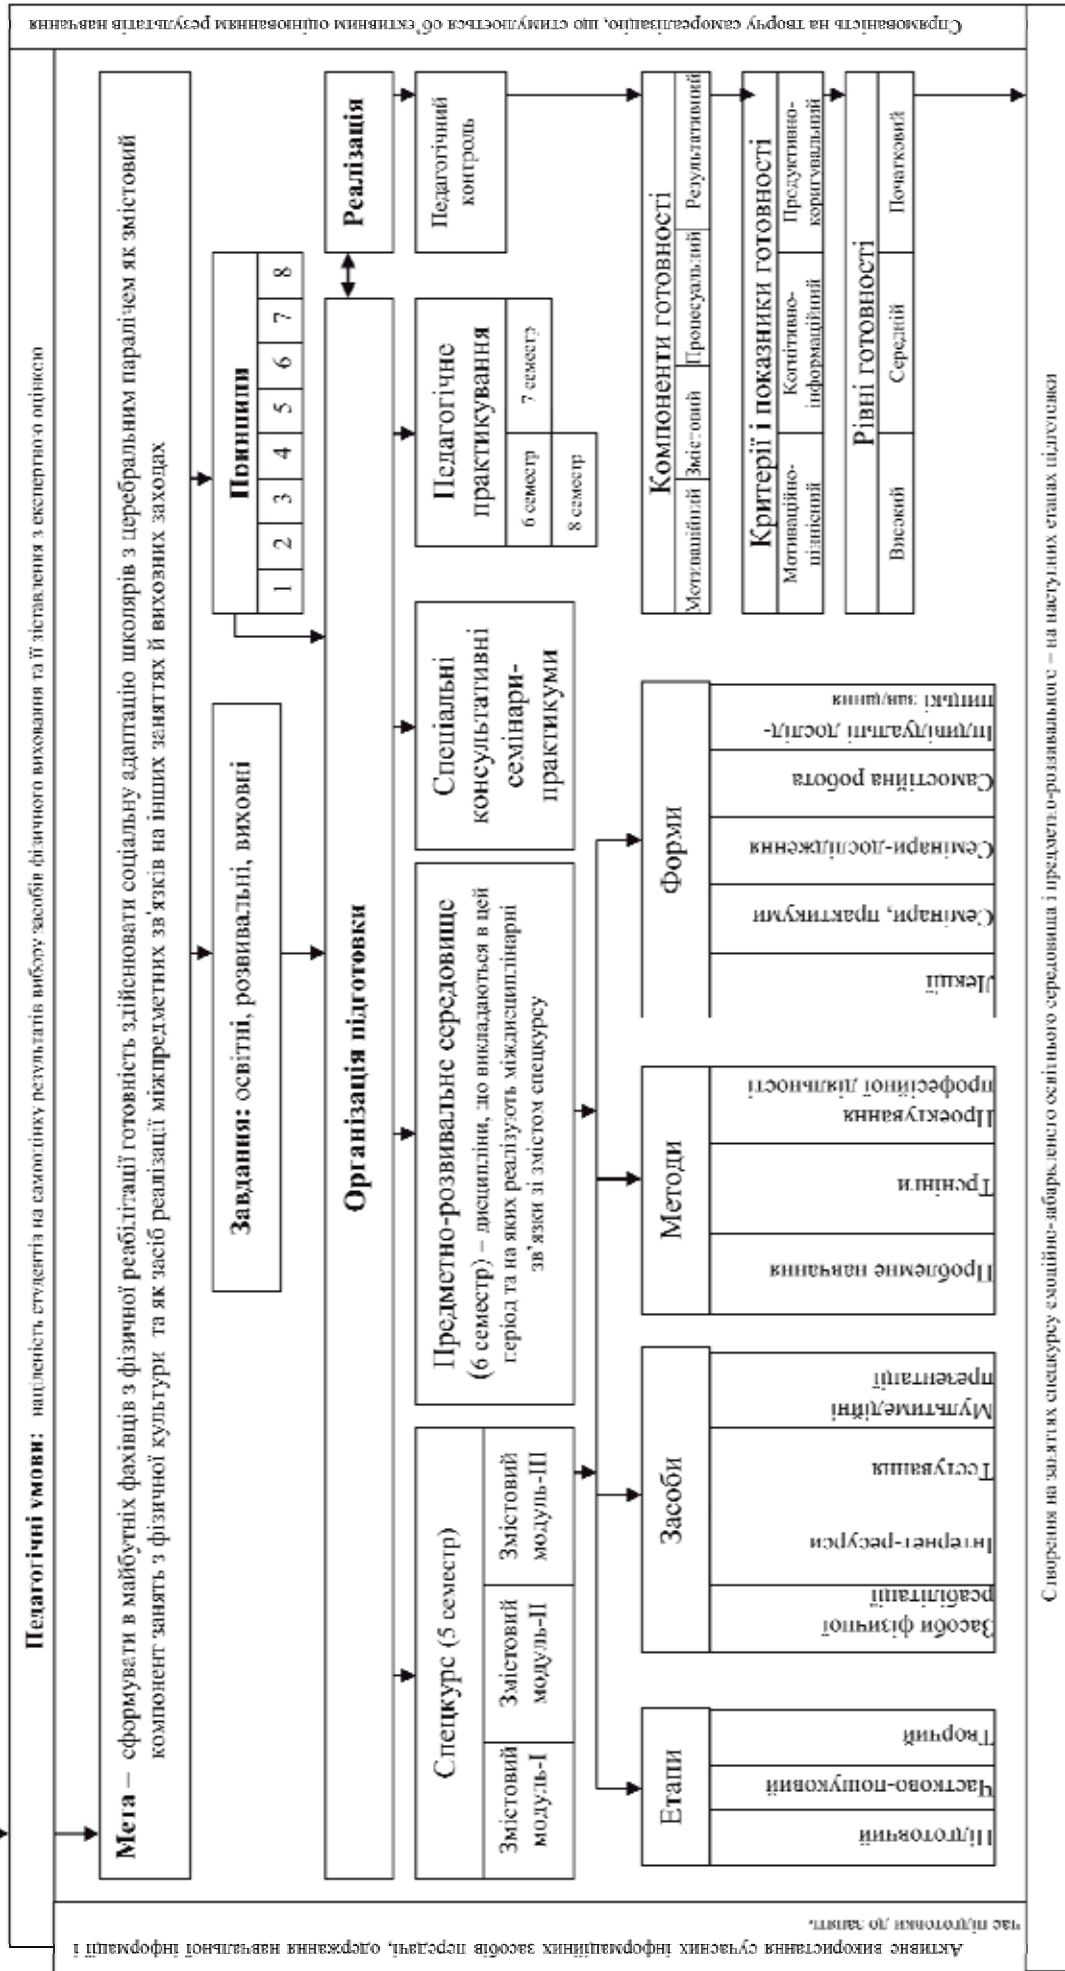 Педагогічні умови: націленість студентів на самооцінку результатів вибору засобів фізичного виховання та її зіставлення з експертною оцінкою
Спрямованість на творчу самореалізацію, що стимулюється об'єктивним оцінюванням результатів навчання
Активне використання сучасних інформаційних засобів передачі, одержання навчальної інформації і
час підготовки до занять.
Мета – сформувати в майбутніх фахівців з фізичної реабілітації готовність здійснювати соціальну адаптацію школярів з церебральним паралічем як змістовий
компонент занять з фізичної культури та як засіб реалізації міжпредметних зв'язків на інших заняттях й виховних заходах
Завдання: освітні, розвивальні, виховні
Принципи
1 2 3 4 5 6 7 8
Організація підготовки
Реалізація
Спецкурс (5 семестр)
Змістовий
модуль-І
Змістовий
модуль-ІІ
Змістовий
модуль-ІІІ
Предметно-розвивальне середовище
(6 семестр) – дисципліни, що викладаються в цей
період та на яких реалізують міждисциплінарні
зв'язки зі змістом спецкурсу
Спеціальні
консультативні
семінари-
практикуми
Педагогічне
практикування
6 семестр
7 семестр
8 семестр
Педагогічний
контроль
Етапи
Підготовчий
Частково-пошуковий
Творчий
Засоби
Засоби фізичної
реабілітації
Інтернет-ресурси
Тестування
Мультимедійні
презентації
Методи
Проблемне навчання
Тренінги
Проектування
професійної діяльності
Форми
Лекції
Семінари, практикуми
Семінари-дослідження
Самостійна робота
Індивідуальні дослід-
ницькі завдання
Компоненти готовності
Мотиваційний
Змістовий
Процесуальний
Результативний
Критерії і показники готовності
Мотиваційно-
ціннісний
Когнітивно-
інформаційний
Продуктивно-
коригувальний
Рівні готовності
Високий
Середній
Початковий
Створення на заняттях спецкурсу емоційно-забарвленого освітнього середовища і предметно-розвивального – на наступних етапах підготовки